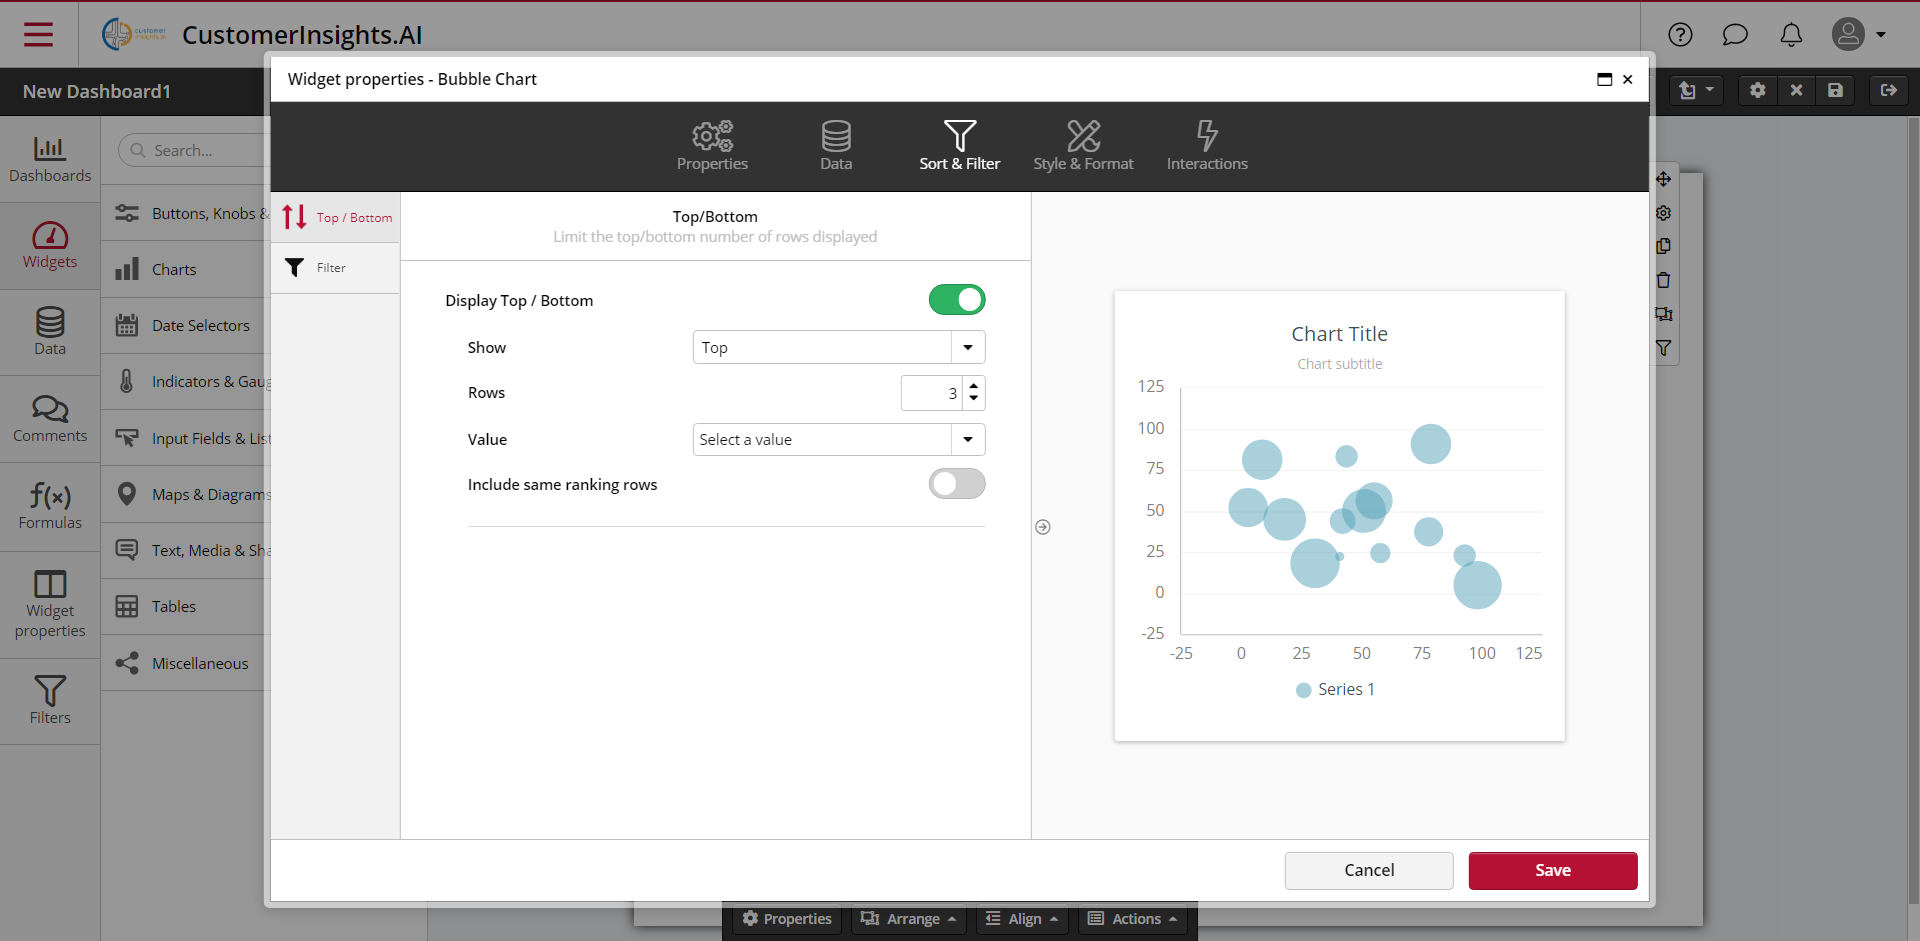 customer
insights.ai
CustomerInsights.AI
New Dashboard1
Widget properties - Bubble Chart
Properties
Data
Sort & Filter
Style & Format
Interactions
Dashboards
Widgets
Data
Comments
f(x)
Formulas
Widget
properties
Filters
Search...
Buttons, Knobs &
Charts
Date Selectors
Indicators & Gaug
Input Fields & List
Maps & Diagrams
Text, Media & Sha
Tables
Miscellaneous
Top / Bottom
Filter
Top/Bottom
Limit the top/bottom number of rows displayed
Display Top / Bottom
Show
Top
Rows
3
Value
Select a value
Include same ranking rows
Chart Title
Chart subtitle
125
100
75
50
25
0
-25
-25 0 25 50 75 100 125
Series 1
Cancel
Save
Properties
Arrange
Align
Actions